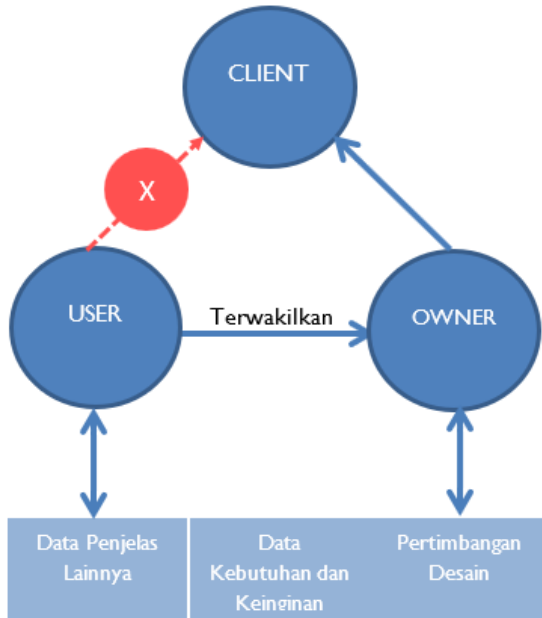 CLIENT
X
USER
Terwakilkan
OWNER
Data Penjelas
Lainnya
Data
Kebutuhan dan
Keinginan
Pertimbangan
Desain